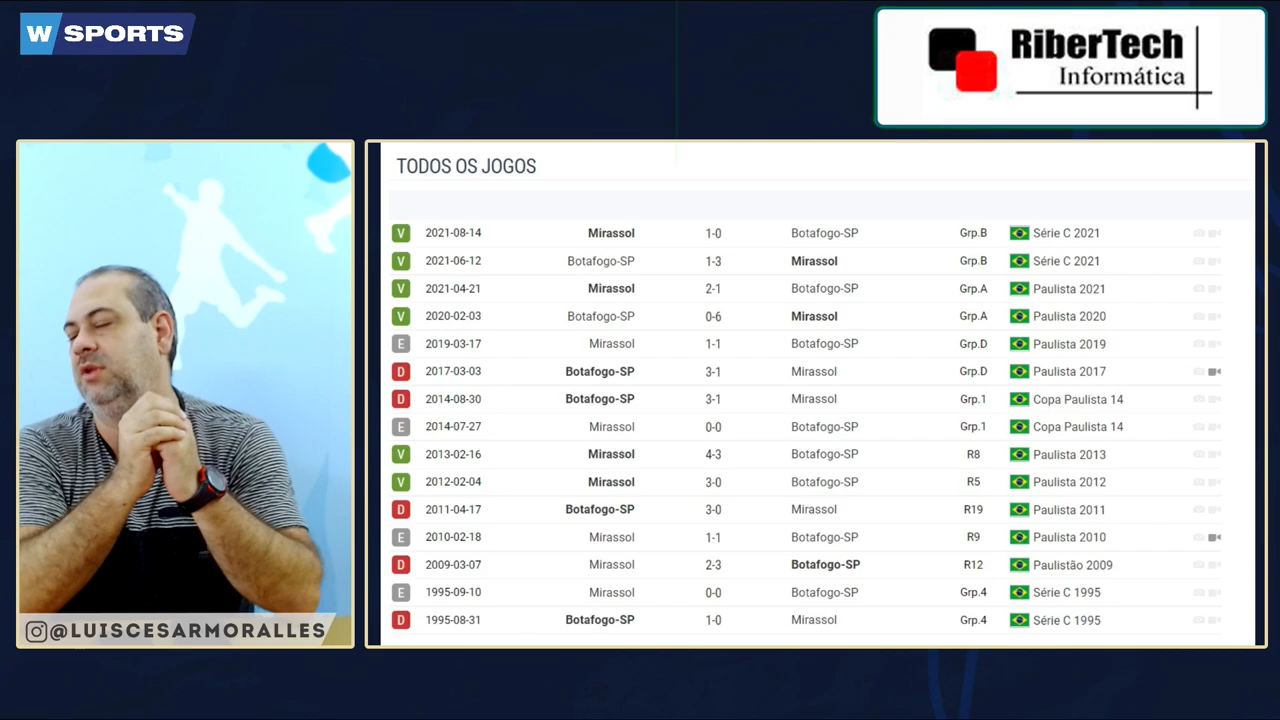 W SPORTS
RiberTech
Informática
TODOS OS JOGOS
V 2021-08-14 Mirassol 1-0 Botafogo-SP Grp.B Série C 2021
V 2021-06-12 Botafogo-SP 1-3 Mirassol Grp.B Série C 2021
V 2021-04-21 Mirassol 2-1 Botafogo-SP Grp.A Paulista 2021
V 2020-02-03 Botafogo-SP 0-6 Mirassol Grp.A Paulista 2020
E 2019-03-17 Mirassol 1-1 Botafogo-SP Grp.D Paulista 2019
D 2017-03-03 Botafogo-SP 3-1 Mirassol Grp.D Paulista 2017
D 2014-08-30 Botafogo-SP 3-1 Mirassol Grp.1 Copa Paulista 14
E 2014-07-27 Mirassol 0-0 Botafogo-SP Grp.1 Copa Paulista 14
V 2013-02-16 Mirassol 4-3 Botafogo-SP R8 Paulista 2013
V 2012-02-04 Mirassol 3-0 Botafogo-SP R5 Paulista 2012
D 2011-04-17 Botafogo-SP 3-0 Mirassol R19 Paulista 2011
E 2010-02-18 Mirassol 1-1 Botafogo-SP R9 Paulista 2010
D 2009-03-07 Mirassol 2-3 Botafogo-SP R12 Paulistão 2009
E 1995-09-10 Mirassol 0-0 Botafogo-SP Grp.4 Série C 1995
D 1995-08-31 Botafogo-SP 1-0 Mirassol Grp.4 Série C 1995
@LUISCESARMORALLES